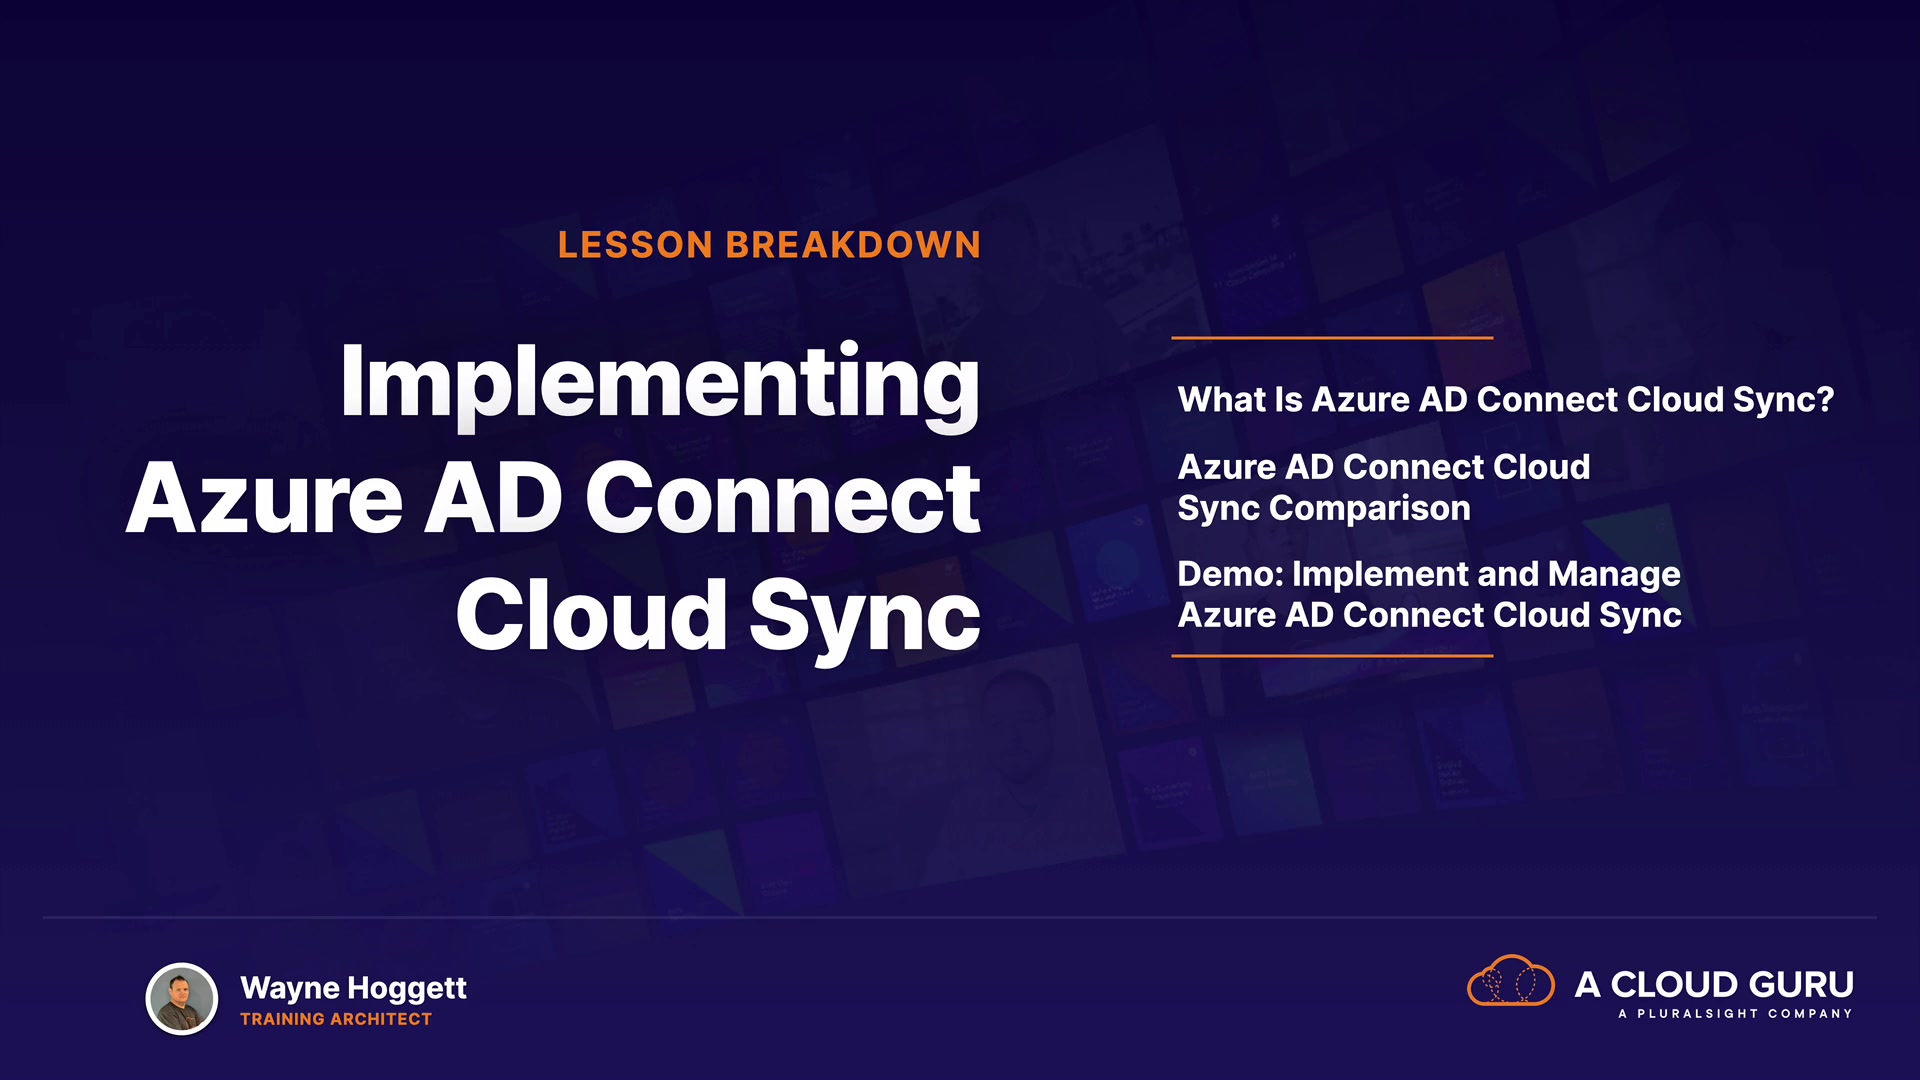 LESSON BREAKDOWN
Implementing
Azure AD Connect
Cloud Sync
What Is Azure AD Connect Cloud Sync?
Azure AD Connect Cloud
Sync Comparison
Demo: Implement and Manage
Azure AD Connect Cloud Sync
Wayne Hoggett
TRAINING ARCHITECT
A CLOUD GURU
A PLURALSIGHT COMPANY